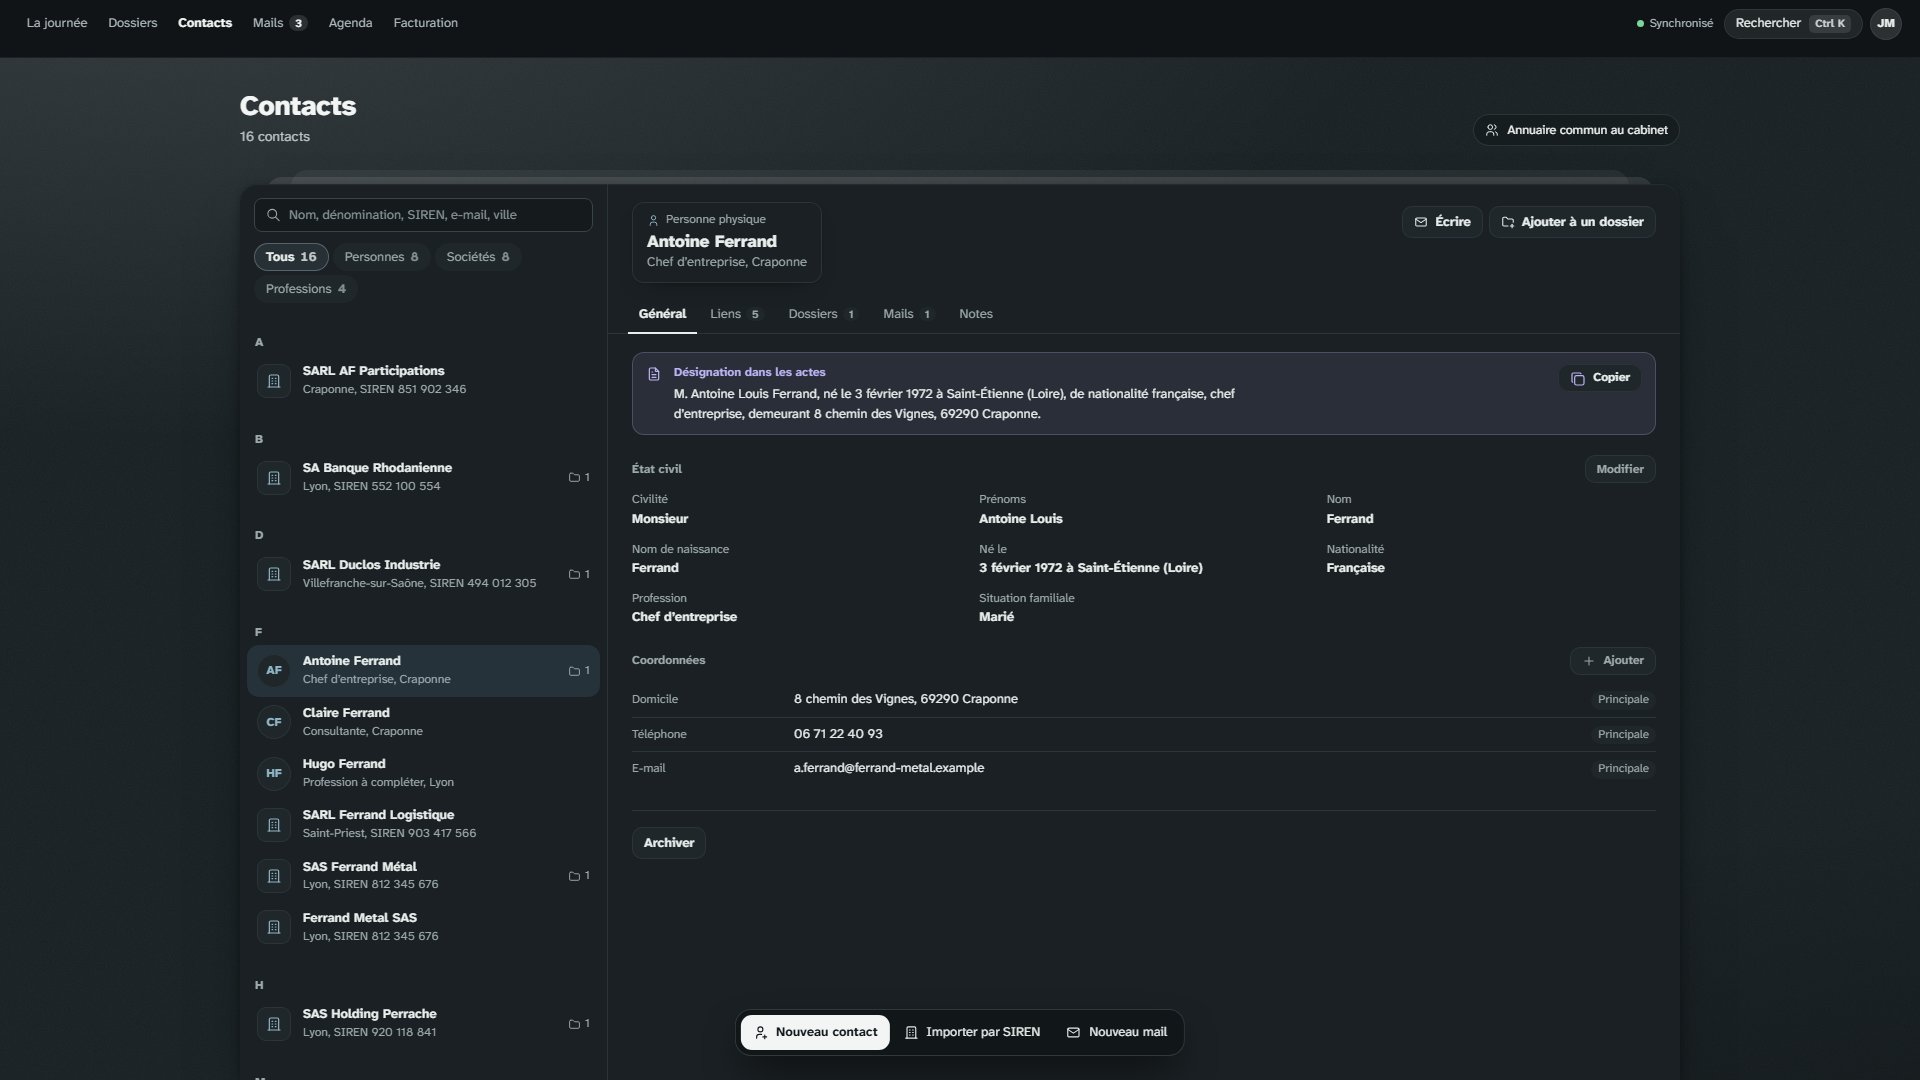 La journée
Dossiers
Contacts
Mails 3
Agenda
Facturation
Synchronisé
Rechercher Ctrl K
JM
Contacts
16 contacts
Annuaire commun au cabinet
Nom, dénomination, SIREN, e-mail, ville
Tous 16
Personnes 8
Sociétés 8
Professions 4
A
SARL AF Participations
Craponne, SIREN 851 902 346
B
SA Banque Rhodanienne
Lyon, SIREN 552 100 554
1
D
SARL Duclos Industrie
Villefranche-sur-Saône, SIREN 494 012 305
1
F
AF
Antoine Ferrand
Chef d'entreprise, Craponne
1
CF
Claire Ferrand
Consultante, Craponne
HF
Hugo Ferrand
Profession à compléter, Lyon
SARL Ferrand Logistique
Saint-Priest, SIREN 903 417 566
SAS Ferrand Métal
Lyon, SIREN 812 345 676
1
Ferrand Metal SAS
Lyon, SIREN 812 345 676
H
SAS Holding Perrache
Lyon, SIREN 920 118 841
1
Personne physique
Antoine Ferrand
Chef d'entreprise, Craponne
Écrire
Ajouter à un dossier
Général
Liens 5
Dossiers 1
Mails 1
Notes
Désignation dans les actes
M. Antoine Louis Ferrand, né le 3 février 1972 à Saint-Étienne (Loire), de nationalité française, chef
d'entreprise, demeurant 8 chemin des Vignes, 69290 Craponne.
Copier
État civil
Modifier
Civilité
Monsieur
Prénoms
Antoine Louis
Nom
Ferrand
Nom de naissance
Ferrand
Né le
3 février 1972 à Saint-Étienne (Loire)
Nationalité
Française
Profession
Chef d'entreprise
Situation familiale
Marié
Coordonnées
Ajouter
Domicile
8 chemin des Vignes, 69290 Craponne
Principale
Téléphone
06 71 22 40 93
Principale
E-mail
a.ferrand@ferrand-metal.example
Principale
Archiver
Nouveau contact
Importer par SIREN
Nouveau mail